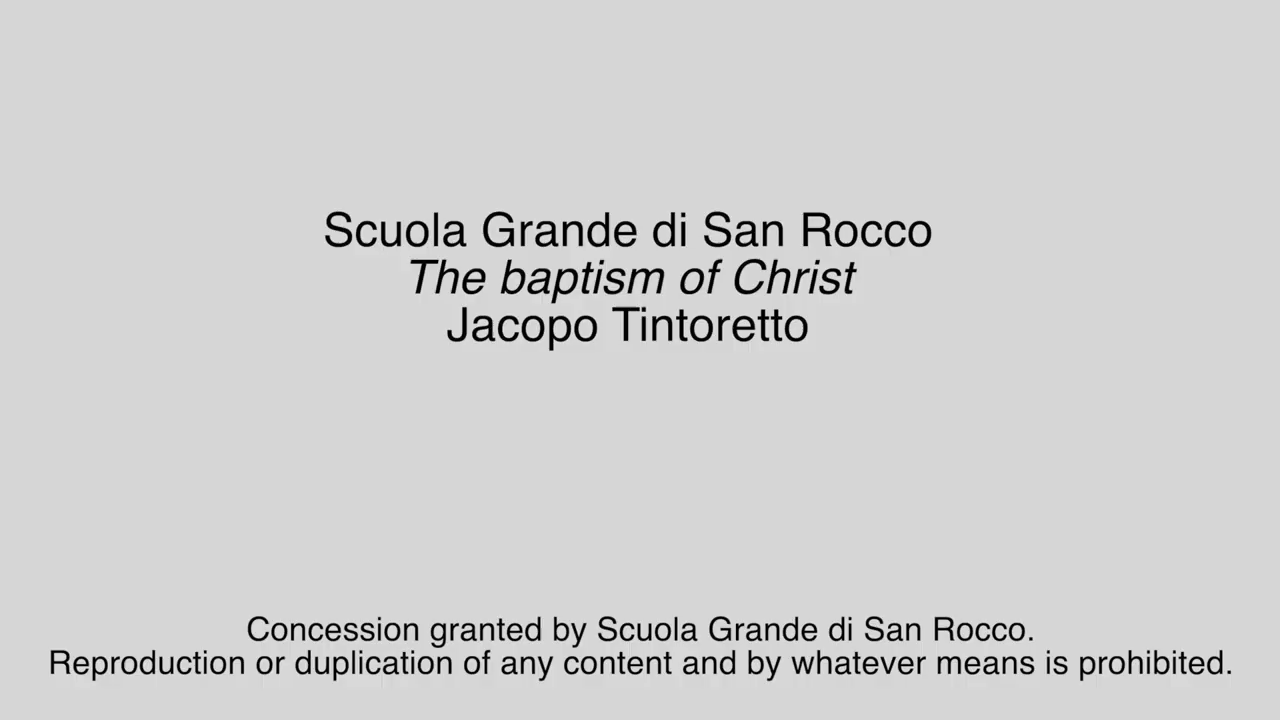 Scuola Grande di San Rocco
The baptism of Christ
Jacopo Tintoretto
Concession granted by Scuola Grande di San Rocco.
Reproduction or duplication of any content and by whatever means is prohibited.